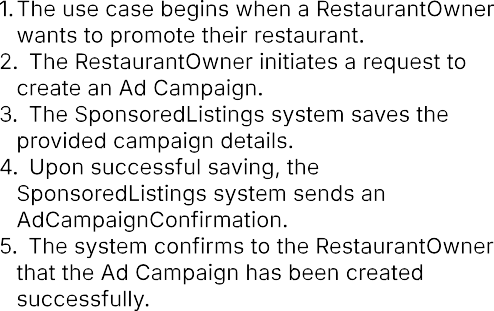 1. The use case begins when a RestaurantOwner
wants to promote their restaurant.
2. The RestaurantOwner initiates a request to
create an Ad Campaign.
3. The SponsoredListings system saves the
provided campaign details.
4. Upon successful saving, the
SponsoredListings system sends an
AdCampaignConfirmation.
5. The system confirms to the RestaurantOwner
that the Ad Campaign has been created
successfully.